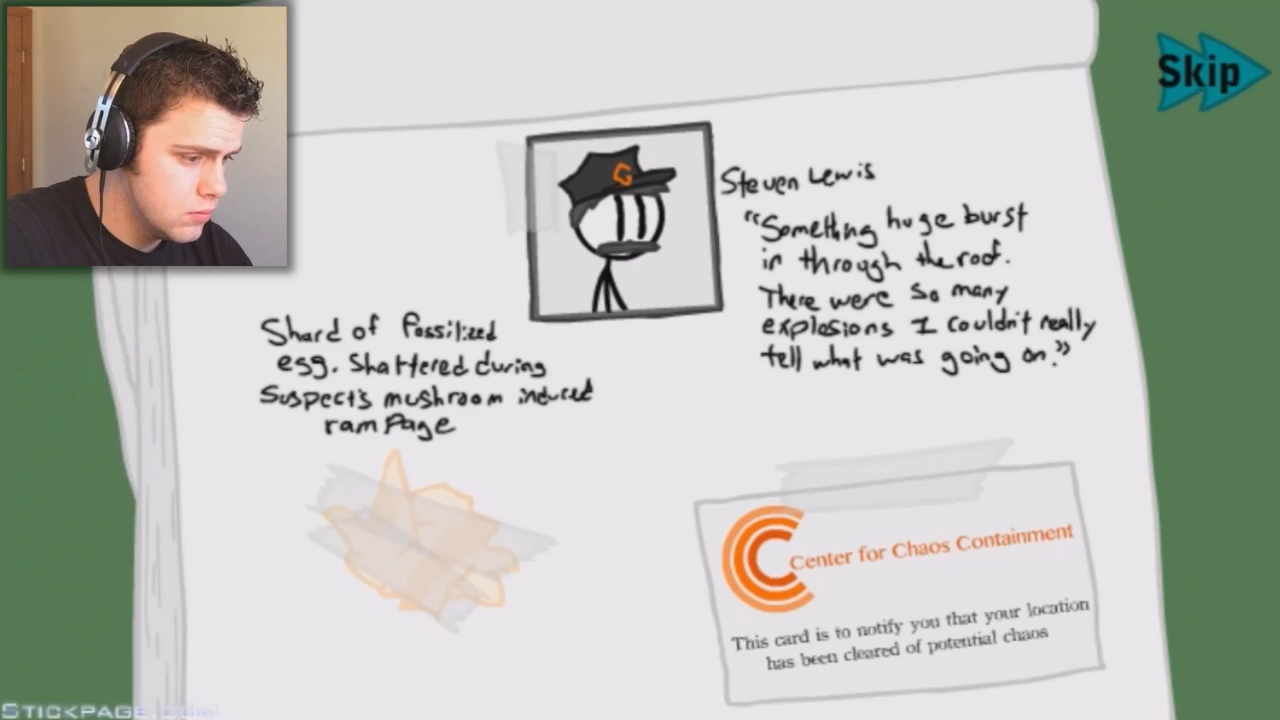 Skip
G
Steven Lewis
"Something huge burst
in through the roof.
There were so many
explosions I couldn't really
tell what was going on."
Shard of fossilized
egg. Shattered during
Suspect's mushroom induced
rampage
Center for Chaos Containment
This card is to notify you that your location
has been cleared of potential chaos
STICKPAGE